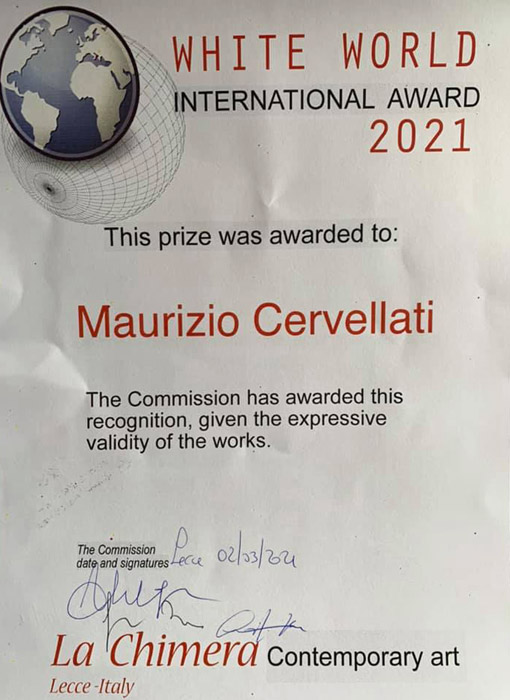 WHITE WORLD
INTERNATIONAL AWARD
2021
This prize was awarded to:
Maurizio Cervellati
The Commission has awarded this
recognition, given the expressive
validity of the works.
The Commission
date and signatures Lecce 02/03/2021
La Chimera Contemporary art
Lecce-Italy